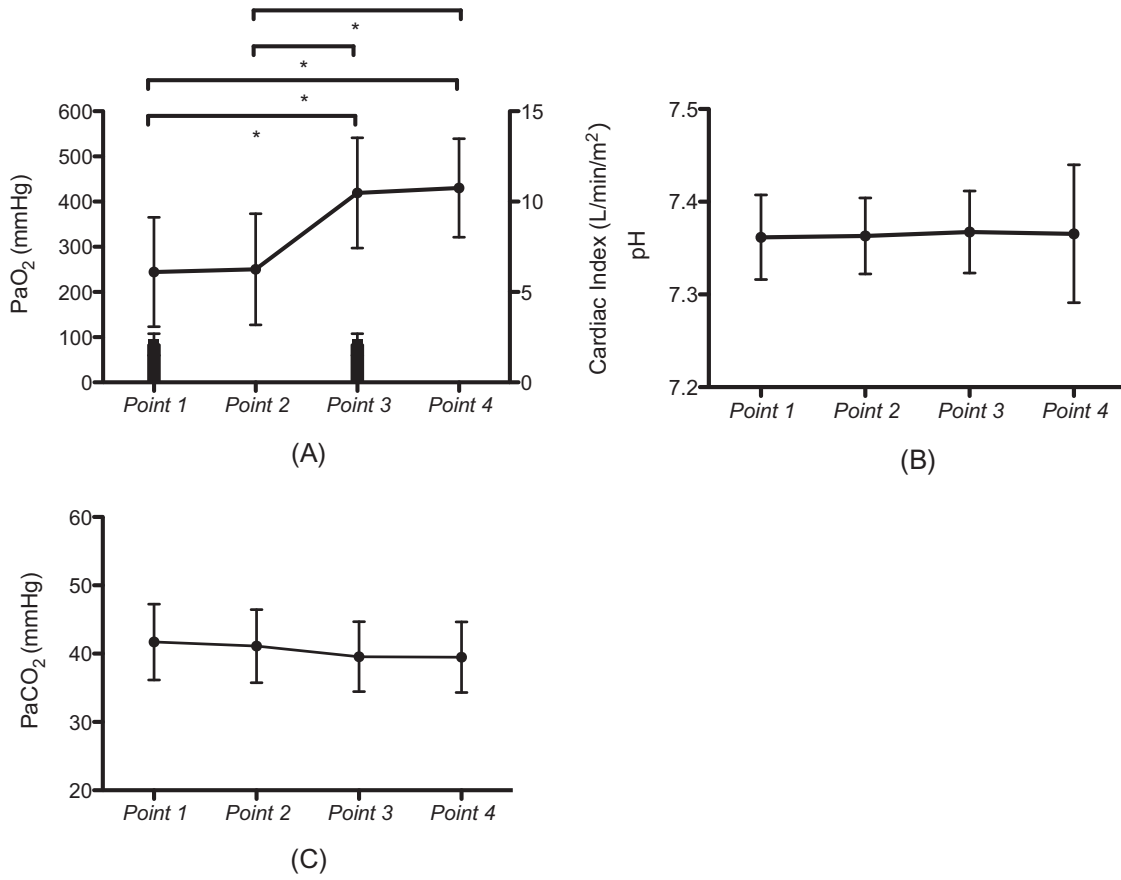 *
*
*
*
600
500
400
300
200
100
0
PaO2 (mmHg)
15
10
5
0
Cardiac Index (L/min/m2)
Point 1 Point 2 Point 3 Point 4
(A)
7.5
7.4
7.3
7.2
pH
Point 1 Point 2 Point 3 Point 4
(B)
60
50
40
30
20
PaCO2 (mmHg)
Point 1 Point 2 Point 3 Point 4
(C)